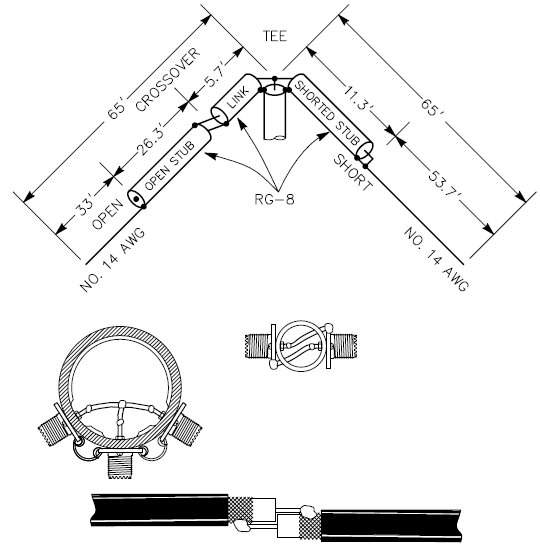 TEE
65'
CROSSOVER
5.7'
LINK
SHORTED STUB
11.3'
65'
26.3'
OPEN STUB
SHORT
33'
OPEN
RG-8
53.7'
NO. 14 AWG
NO. 14 AWG